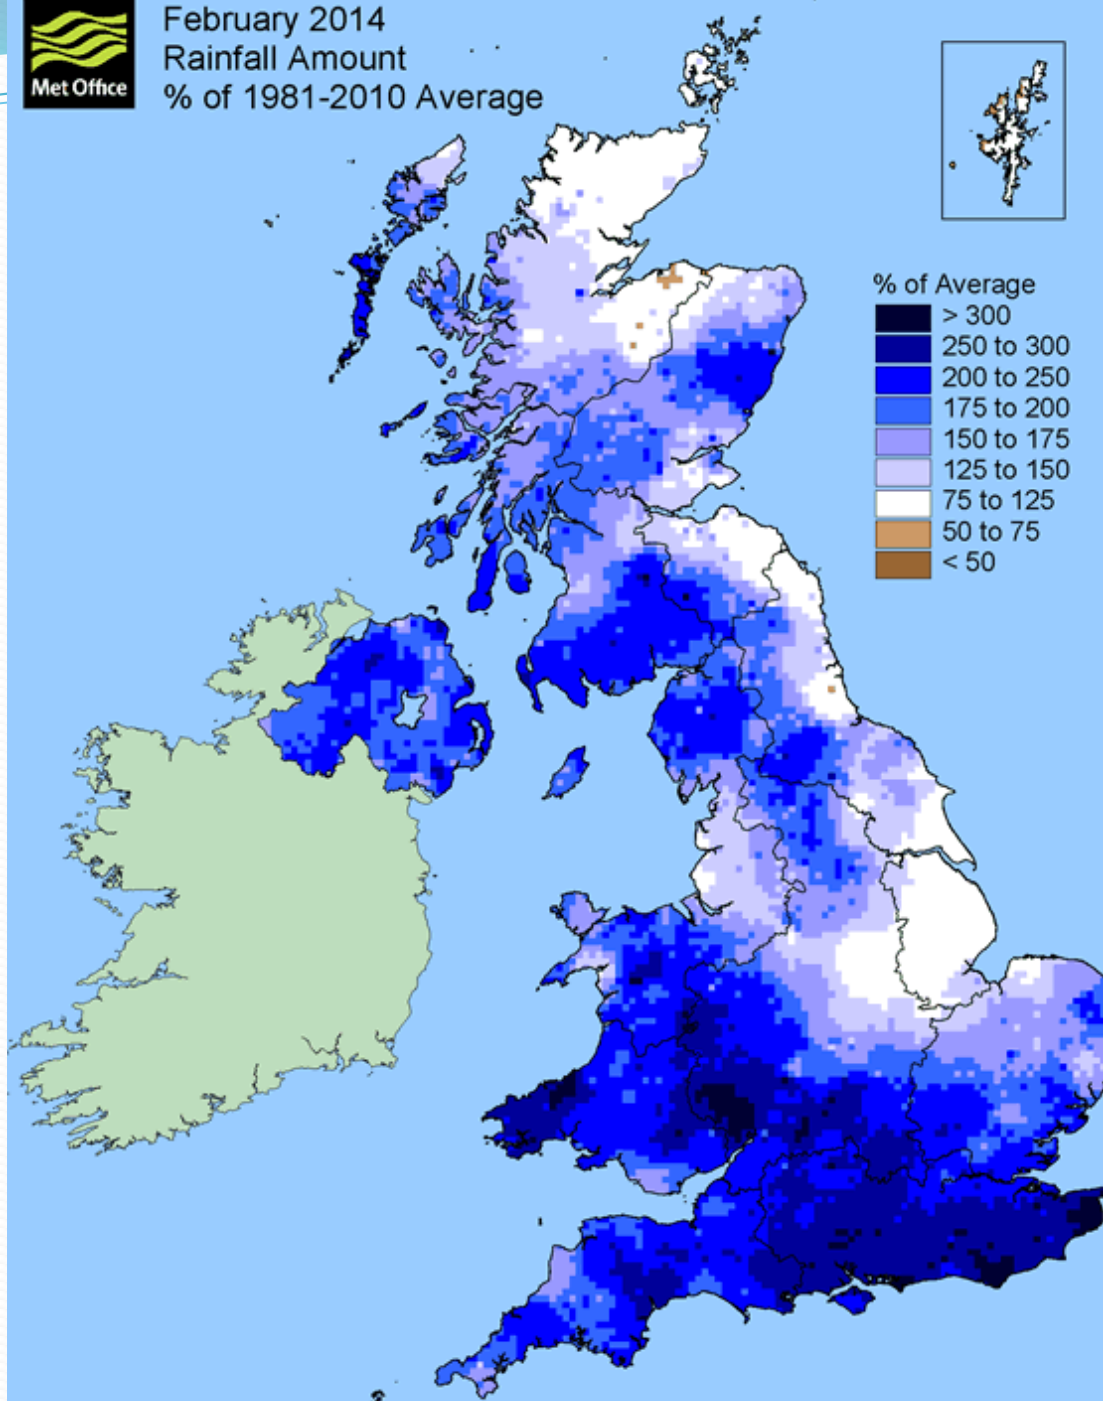 Met Office
February 2014
Rainfall Amount
% of 1981-2010 Average
% of Average
> 300
250 to 300
200 to 250
175 to 200
150 to 175
125 to 150
75 to 125
50 to 75
< 50